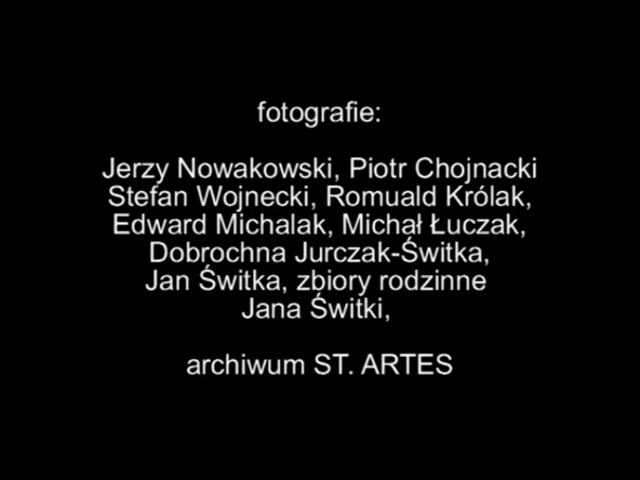 fotografie:
Jerzy Nowakowski, Piotr Chojnacki
Stefan Wojnecki, Romuald Królak,
Edward Michalak, Michał Łuczak,
Dobrochna Jurczak-Świtka,
Jan Świtka, zbiory rodzinne
Jana Świtki,
archiwum ST. ARTES